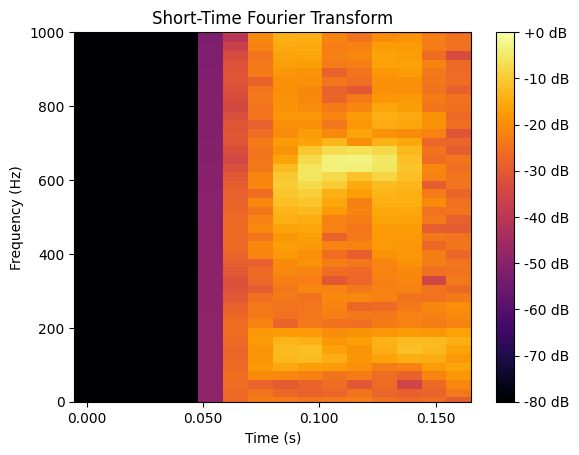 Short-Time Fourier Transform
1000
800
600
400
200
0
Frequency (Hz)
0.000
0.050
0.100
0.150
Time (s)
+0 dB
-10 dB
-20 dB
-30 dB
-40 dB
-50 dB
-60 dB
-70 dB
-80 dB